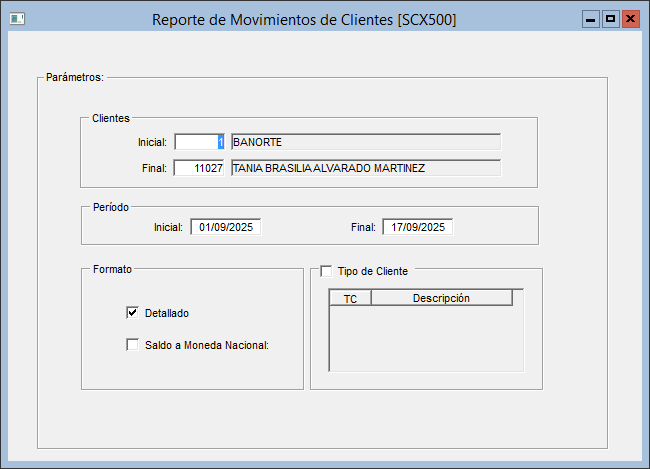 Reporte de Movimientos de Clientes [SCX500]
Parámetros:
Clientes
Inicial: 1 BANORTE
Final: 11027 TANIA BRASILIA ALVARADO MARTINEZ
Período
Inicial: 01/09/2025 Final: 17/09/2025
Formato
Detallado
Saldo a Moneda Nacional:
Tipo de Cliente
TC Descripción